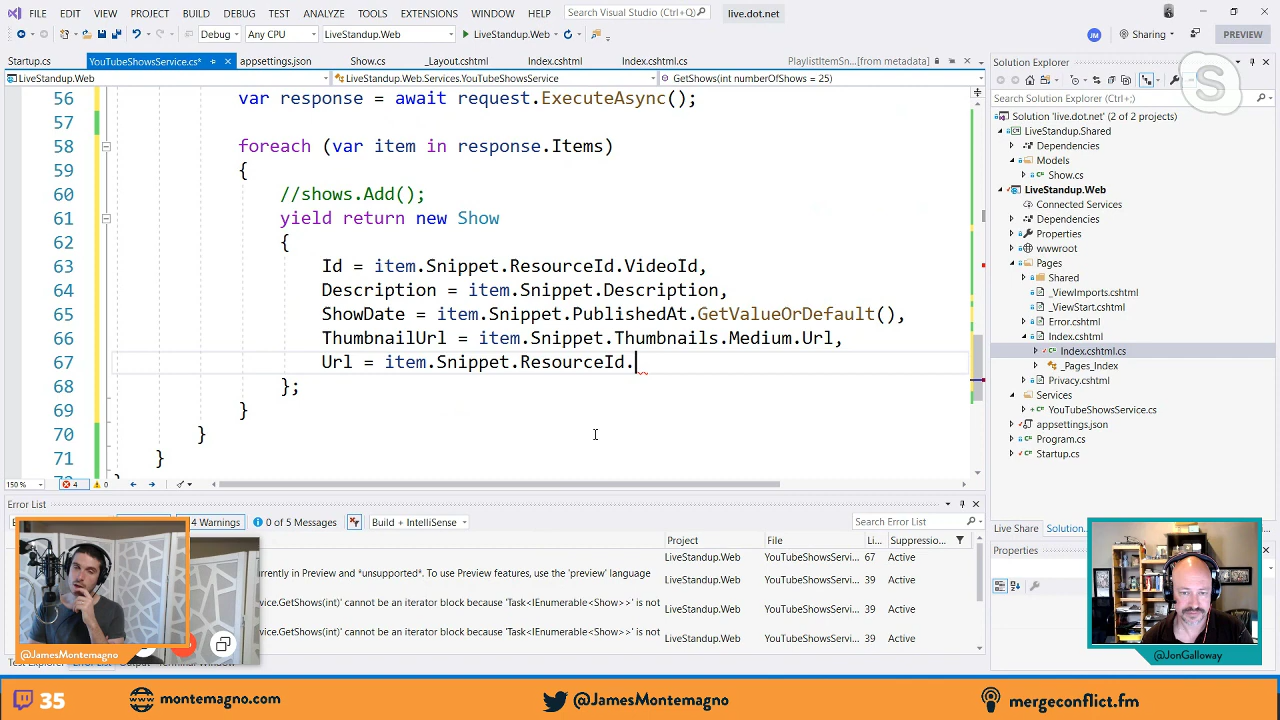 FILE EDIT VIEW PROJECT BUILD DEBUG TEST ANALYZE TOOLS EXTENSIONS WINDOW HELP Search Visual Studio (Ctrl+Q) live.dot.net
Debug Any CPU LiveStandup.Web LiveStandup.Web JM Sharing PREVIEW
Startup.cs YouTubeShowsService.cs* appsettings.json Show.cs _Layout.cshtml Index.cshtml Index.cshtml.cs PlaylistItemSn...[from metadata]
LiveStandup.Web LiveStandup.Web.Services.YouTubeShowsService GetShows(int numberOfShows = 25)
56 var response = await request.ExecuteAsync();
57
58 foreach (var item in response.Items)
59 {
60 //shows.Add();
61 yield return new Show
62 {
63 Id = item.Snippet.ResourceId.VideoId,
64 Description = item.Snippet.Description,
65 ShowDate = item.Snippet.PublishedAt.GetValueOrDefault(),
66 ThumbnailUrl = item.Snippet.Thumbnails.Medium.Url,
67 Url = item.Snippet.ResourceId.
68 };
69 }
70 }
71 }
150 % 4 0
Solution Explorer
Search Solution Explorer (Ctrl+;)
Solution 'live.dot.net' (2 of 2 projects)
LiveStandup.Shared
Dependencies
Models
Show.cs
LiveStandup.Web
Connected Services
Dependencies
Properties
wwwroot
Pages
Shared
_ViewImports.cshtml
_ViewStart.cshtml
Error.cshtml
Index.cshtml
Index.cshtml.cs
_Pages_Index
Privacy.cshtml
Services
YouTubeShowsService.cs
appsettings.json
Program.cs
Startup.cs
Live Share Solution...
Properties
Error List
4 Warnings 0 of 5 Messages Build + IntelliSense Search Error List
Project File Li... Suppressio...
LiveStandup.Web YouTubeShowsServi... 67 Active
urrently in Preview and *unsupported*. To use Preview features, use the 'preview' language LiveStandup.Web YouTubeShowsServi... 39 Active
vice.GetShows(int)' cannot be an iterator block because 'Task<IEnumerable<Show>>' is not LiveStandup.Web YouTubeShowsServi... 39 Active
vice.GetShows(int)' cannot be an iterator block because 'Task<IEnumerable<Show>>' is not LiveStandup.Web YouTubeShowsServi... 39 Active
@JamesMontemagno
@JonGalloway
35 montemagno.com @JamesMontemagno mergeconflict.fm